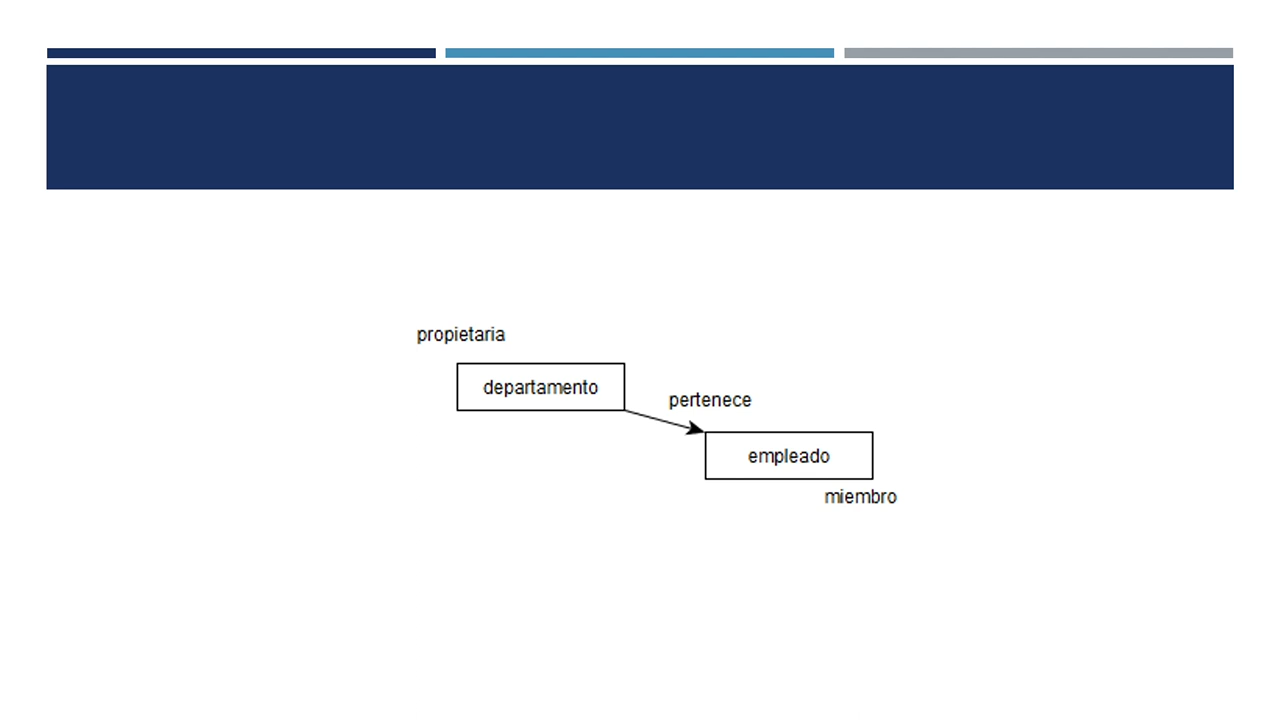 propietaria
departamento
pertenece
empleado
miembro